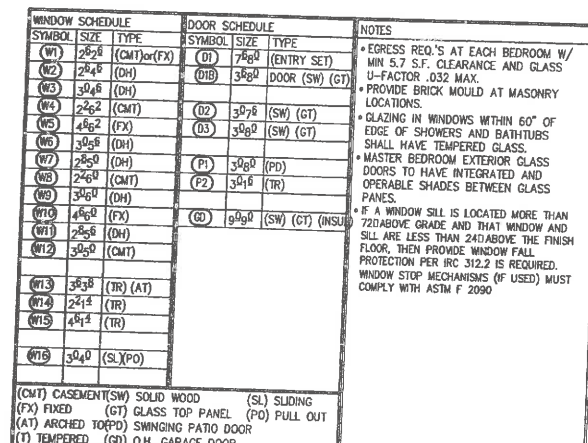 WINDOW SCHEDULE
SYMBOL SIZE TYPE
W1 2⁶2⁶ (CMT)or(FX)
W2 2⁶4⁶ (DH)
W3 3⁰4⁶ (DH)
W4 2²6² (CMT)
W5 4⁶6² (FX)
W6 3⁰5⁶ (DH)
W7 2⁸5⁰ (DH)
W8 2²6⁰ (CMT)
W9 3⁰6⁰ (DH)
W10 4⁶6⁰ (FX)
W11 2⁸5⁶ (DH)
W12 3⁰5⁰ (CMT)
W13 3⁶3⁶ (TR) (AT)
W14 2²1⁴ (TR)
W15 4⁶1⁴ (TR)
W16 3⁰4⁰ (SL)(PO)
DOOR SCHEDULE
SYMBOL SIZE TYPE
D1 7⁶8⁰ (ENTRY SET)
D1B 3⁶8⁰ DOOR (SW) (GT)
D2 3⁰7⁶ (SW) (GT)
D3 3⁰8⁰ (SW) (GT)
P1 3⁰8⁰ (PD)
P2 3⁰1⁶ (TR)
GD 9⁰9⁰ (SW) (GT) (INSU
NOTES
• EGRESS REQ.'S AT EACH BEDROOM W/
MIN 5.7 S.F. CLEARANCE AND GLASS
U-FACTOR .032 MAX.
• PROVIDE BRICK MOULD AT MASONRY
LOCATIONS.
• GLAZING IN WINDOWS WITHIN 60" OF
EDGE OF SHOWERS AND BATHTUBS
SHALL HAVE TEMPERED GLASS.
• MASTER BEDROOM EXTERIOR GLASS
DOORS TO HAVE INTEGRATED AND
OPERABLE SHADES BETWEEN GLASS
PANES.
• IF A WINDOW SILL IS LOCATED MORE THAN
72▯ABOVE GRADE AND THAT WINDOW AND
SILL ARE LESS THAN 24▯ABOVE THE FINISH
FLOOR, THEN PROVIDE WINDOW FALL
PROTECTION PER IRC 312.2 IS REQUIRED.
WINDOW STOP MECHANISMS (IF USED) MUST
COMPLY WITH ASTM F 2090
(CMT) CASEMENT(SW) SOLID WOOD (SL) SLIDING
(FX) FIXED (GT) GLASS TOP PANEL (PO) PULL OUT
(AT) ARCHED TO(PD) SWINGING PATIO DOOR
(T) TEMPERED (GD) O.H. GARAGE DOOR